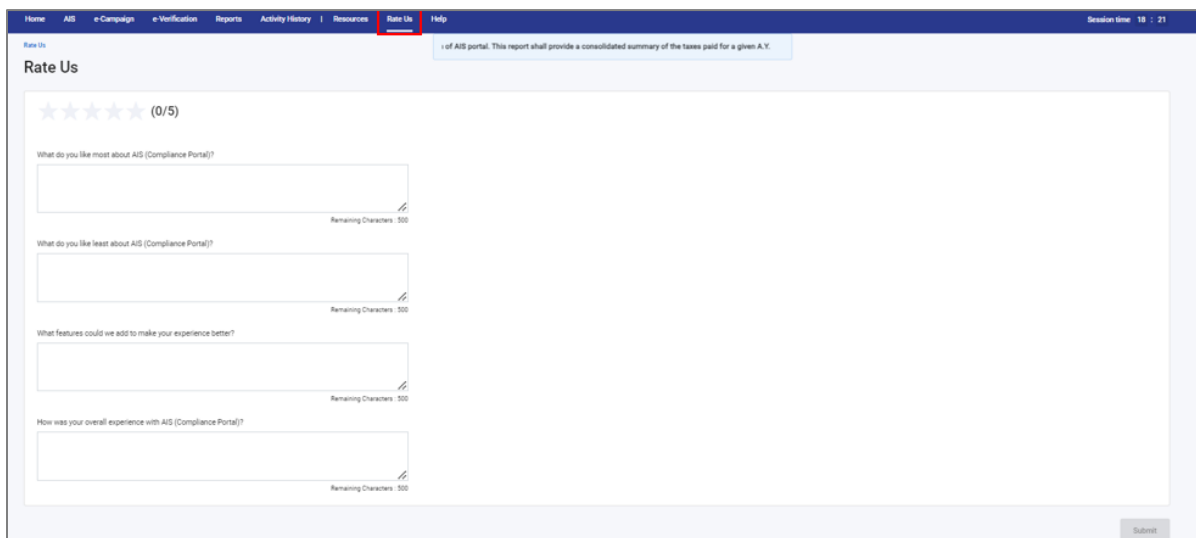 Home AIS e-Campaign e-Verification Reports Activity History | Resources Rate Us Help Session time 18 : 21
Rate Us
of AIS portal. This report shall provide a consolidated summary of the taxes paid for a given A.Y.
Rate Us
(0/5)
What do you like most about AIS (Compliance Portal)?
Remaining Characters : 500
What do you like least about AIS (Compliance Portal)?
Remaining Characters : 500
What features could we add to make your experience better?
Remaining Characters : 500
How was your overall experience with AIS (Compliance Portal)?
Remaining Characters : 500
Submit